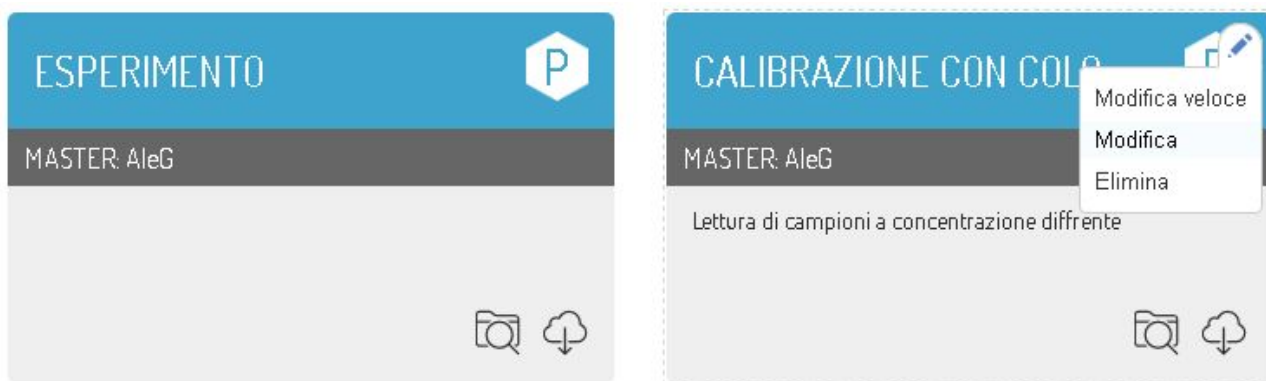 ESPERIMENTO
P
MASTER: AleG
CALIBRAZIONE CON COLO
Modifica veloce
Modifica
Elimina
MASTER: AleG
Lettura di campioni a concentrazione diffrente